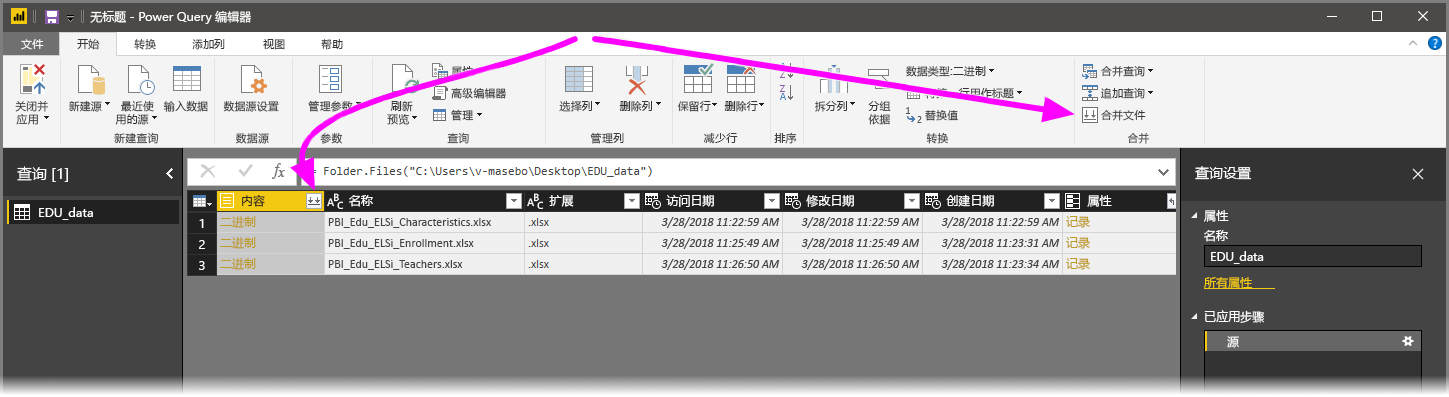 无标题 - Power Query 编辑器
文件 开始 转换 添加列 视图 帮助
关闭并应用 新建源 最近使用的源 输入数据 数据源设置 管理参数 刷新预览 属性 高级编辑器 管理 选择列 删除列 保留行 删除行 拆分列 分组依据 数据类型:二进制 行用作标题 替换值 合并查询 追加查询 合并文件
新建查询 数据源 参数 查询 管理列 减少行 排序 转换 合并
查询 [1]
EDU_data
fx = Folder.Files("C:\Users\v-masebo\Desktop\EDU_data")
内容 名称 扩展 访问日期 修改日期 创建日期 属性
1 二进制 PBI_Edu_ELSi_Characteristics.xlsx .xlsx 3/28/2018 11:22:59 AM 3/28/2018 11:22:59 AM 3/28/2018 11:22:59 AM 记录
2 二进制 PBI_Edu_ELSi_Enrollment.xlsx .xlsx 3/28/2018 11:25:49 AM 3/28/2018 11:25:49 AM 3/28/2018 11:23:31 AM 记录
3 二进制 PBI_Edu_ELSi_Teachers.xlsx .xlsx 3/28/2018 11:26:50 AM 3/28/2018 11:26:50 AM 3/28/2018 11:23:34 AM 记录
查询设置
属性
名称
EDU_data
所有属性
已应用步骤
源